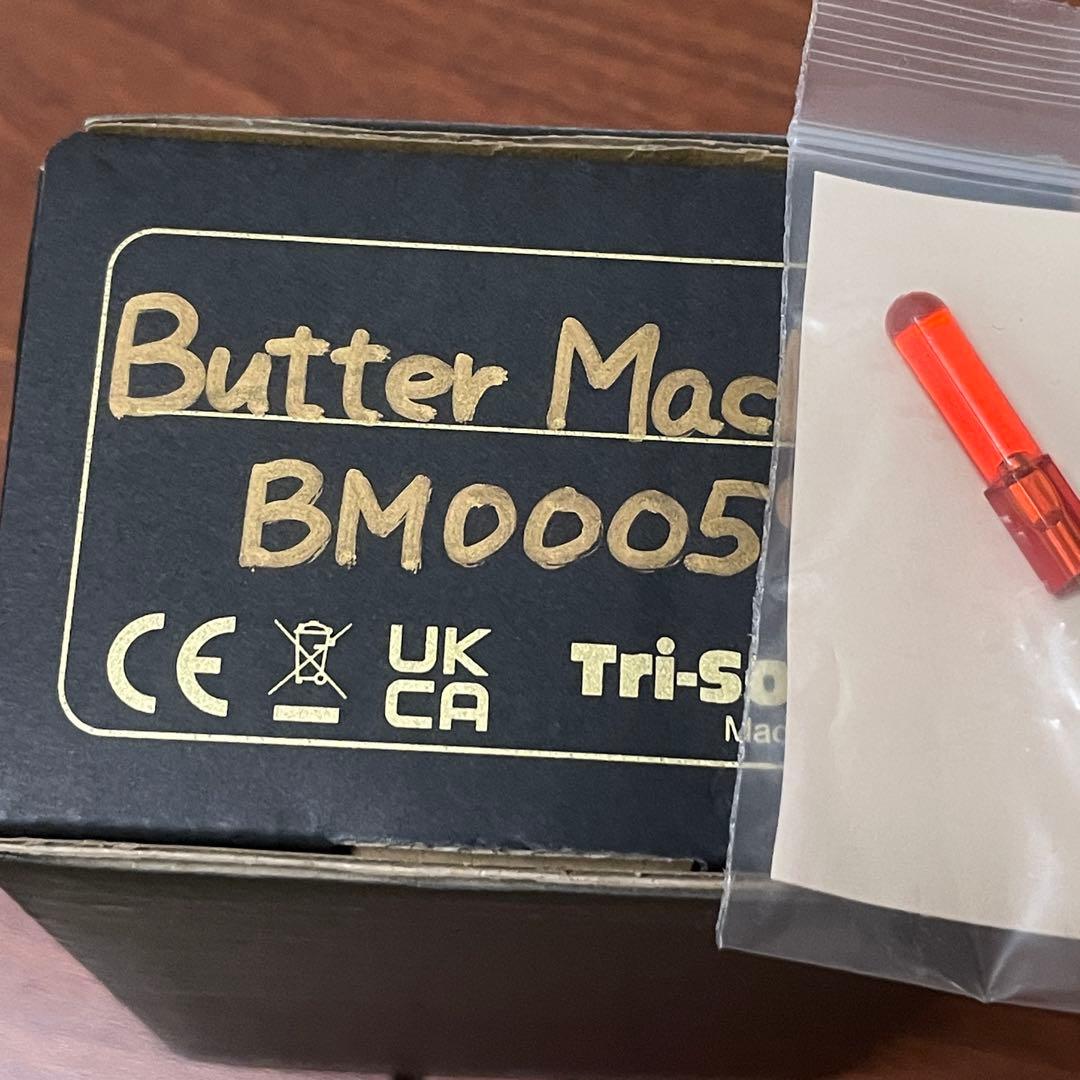 Butter Mac
BM0005
CE UK CA Tri-So
Mac